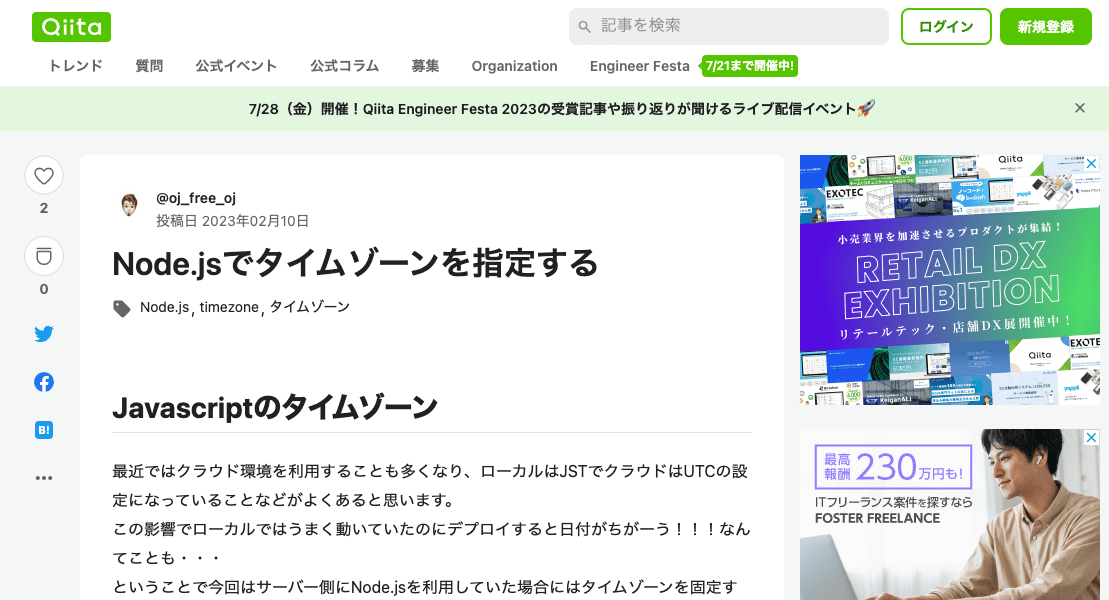 Qiita
記事を検索
ログイン
新規登録
トレンド
質問
公式イベント
公式コラム
募集
Organization
Engineer Festa
7/21まで開催中!
7/28（金）開催！Qiita Engineer Festa 2023の受賞記事や振り返りが聞けるライブ配信イベント🚀
2
0
B!
@oj_free_oj
投稿日 2023年02月10日
Node.jsでタイムゾーンを指定する
Node.js, timezone, タイムゾーン
Javascriptのタイムゾーン
最近ではクラウド環境を利用することも多くなり、ローカルはJSTでクラウドはUTCの設
定になっていることなどがよくあると思います。
この影響でローカルではうまく動いていたのにデプロイすると日付がちがーう！！！なん
てことも・・・
ということで今回はサーバー側にNode.jsを利用していた場合にはタイムゾーンを固定す
Qiita
EXOTEC
KeiganALI
yappli
小売業界を加速させるプロダクトが集結！
RETAIL DX
EXHIBITION
リテールテック・店舗DX展開催中！
Qiita
EXOTE
KeiganALI
yappli
最高
報酬 230万円も!
ITフリーランス案件を探すなら
FOSTER FREELANCE